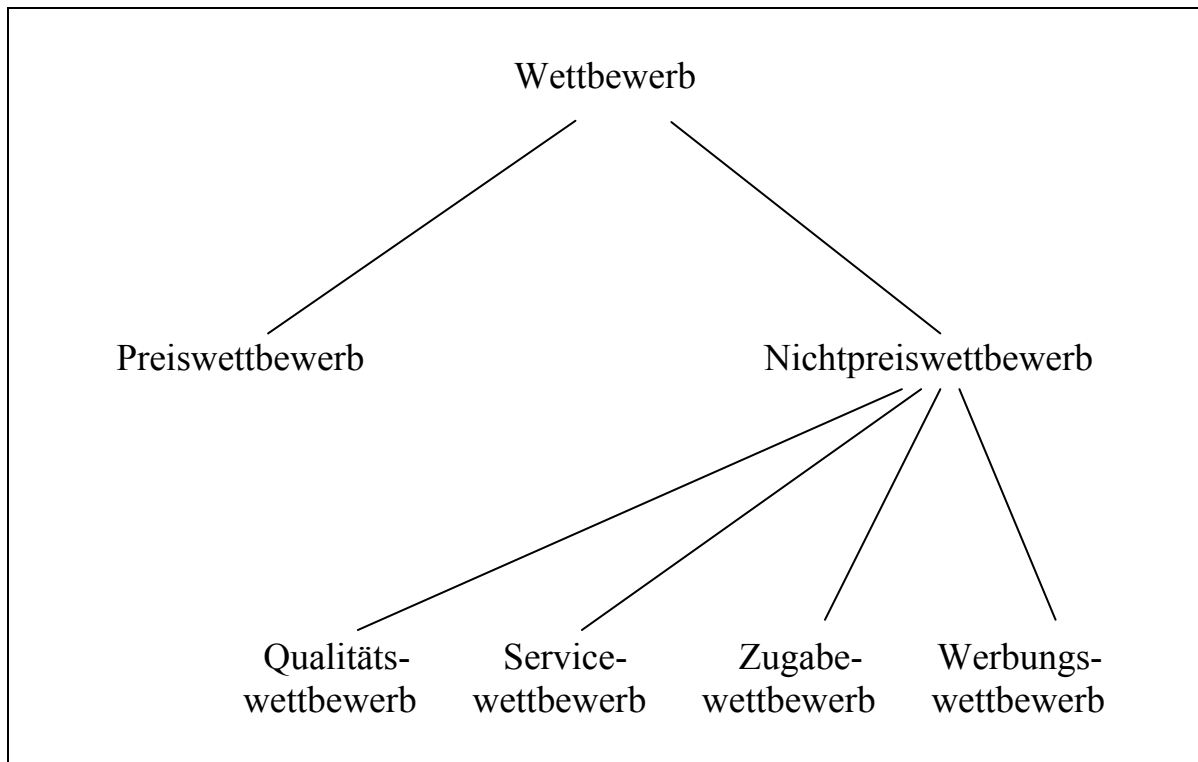 Wettbewerb
Preiswettbewerb
Nichtpreiswettbewerb
Qualitäts-
wettbewerb
Service-
wettbewerb
Zugabe-
wettbewerb
Werbungs-
wettbewerb